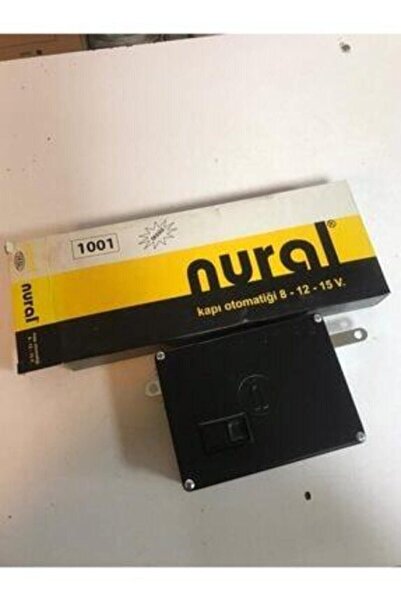 1001
nural®
kapı otomatiği 8 - 12 - 15 V.
nural